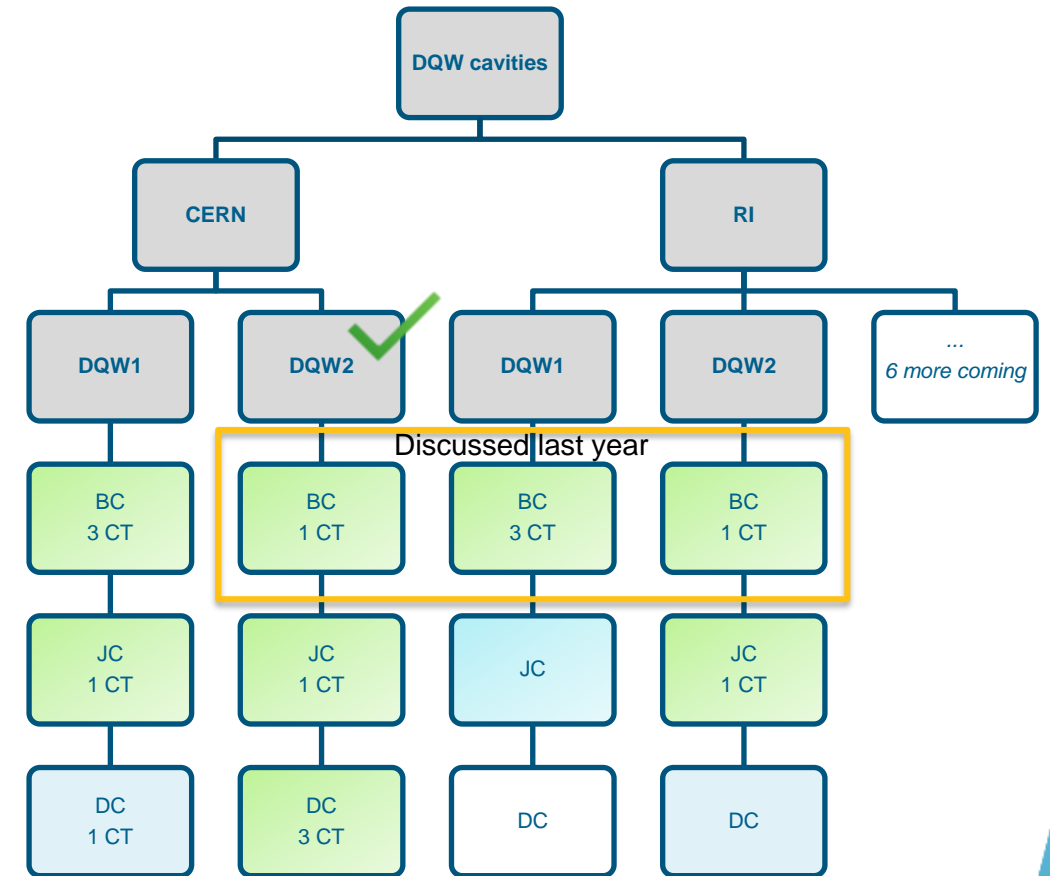 DQW cavities
CERN
RI
DQW1
DQW2
DQW1
DQW2
...
6 more coming
Discussed last year
BC
3 CT
BC
1 CT
BC
3 CT
BC
1 CT
JC
1 CT
JC
1 CT
JC
JC
1 CT
DC
1 CT
DC
3 CT
DC
DC